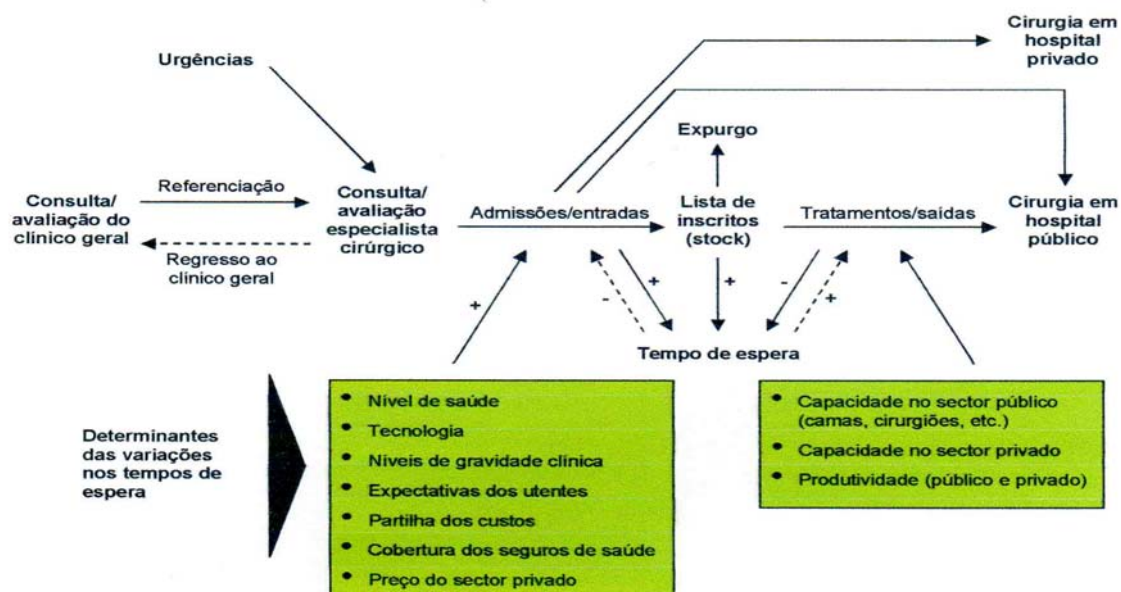 Cirurgia em
hospital
privado
Urgências
Expurgo
Consulta/
avaliação do
clínico geral
Referenciação
Regresso ao
clínico geral
Consulta/
avaliação
especialista
cirúrgico
Admissões/entradas
Lista de
inscritos
(stock)
Tratamentos/saídas
Cirurgia em
hospital
público
+
-
+
+
-
+
Tempo de espera
Determinantes
das variações
nos tempos de
espera
• Nível de saúde
• Tecnologia
• Níveis de gravidade clínica
• Expectativas dos utentes
• Partilha dos custos
• Cobertura dos seguros de saúde
• Preço do sector privado
• Capacidade no sector público
(camas, cirurgiões, etc.)
• Capacidade no sector privado
• Produtividade (público e privado)